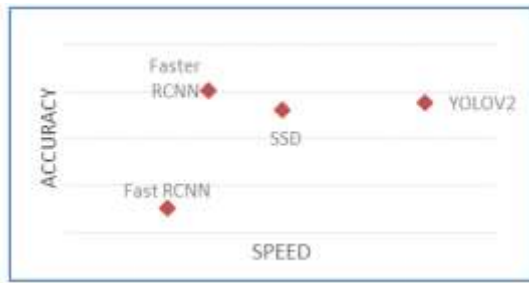 Faster
RCNN
YOLOV2
SSD
Fast RCNN
ACCURACY
SPEED